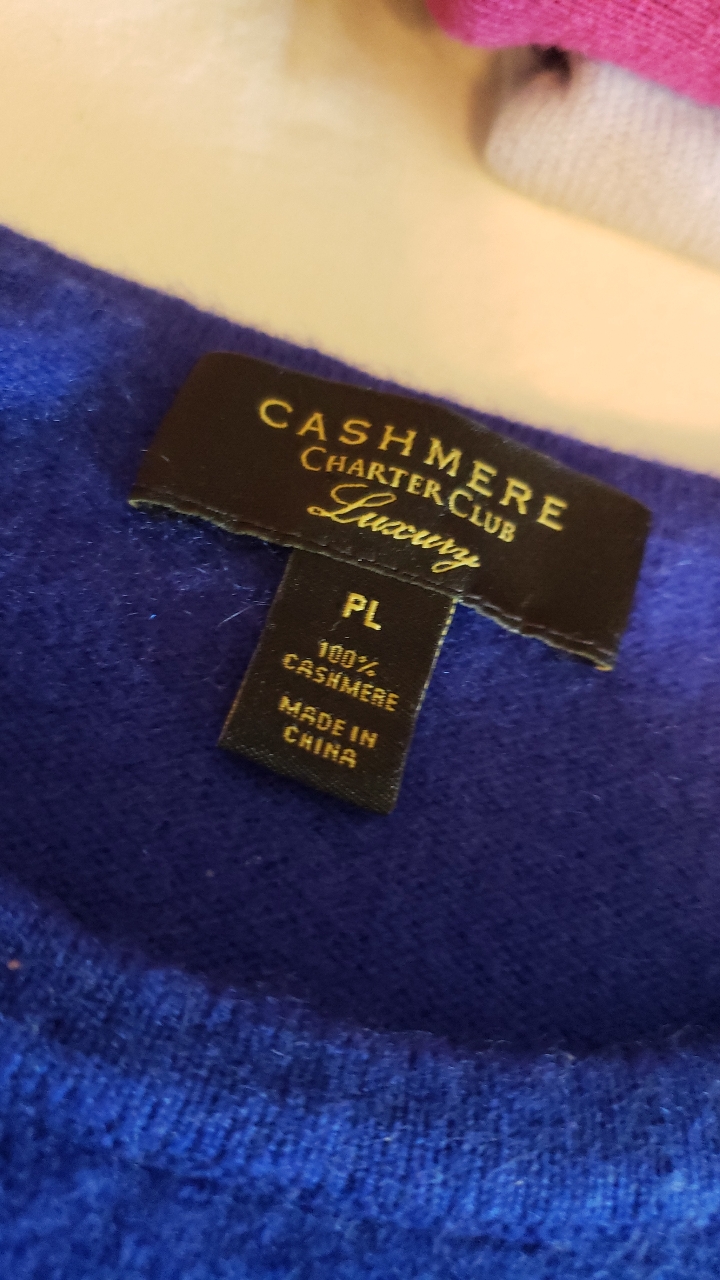 CASHMERE
CHARTER CLUB
Luxury
PL
100%
CASHMERE
MADE IN
CHINA